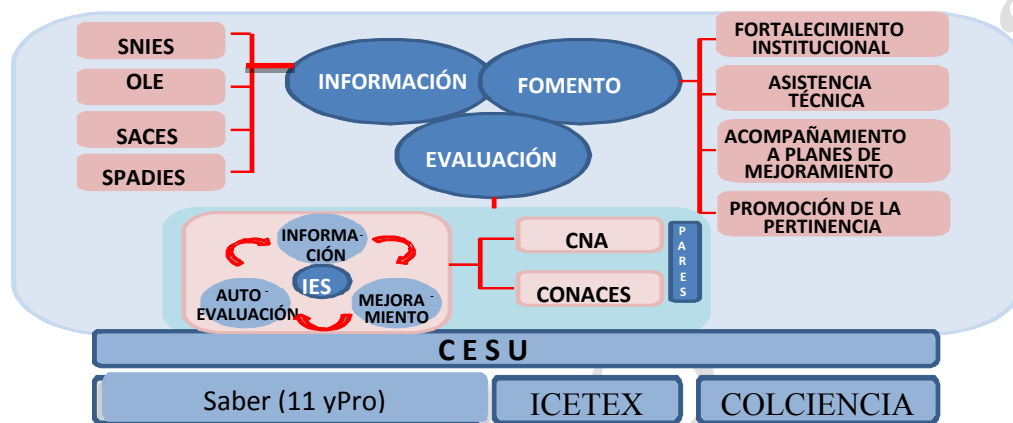 SNIES
OLE
SACES
SPADIES
INFORMACIÓN
FOMENTO
EVALUACIÓN
FORTALECIMIENTO
INSTITUCIONAL
ASISTENCIA
TÉCNICA
ACOMPAÑAMIENTO
A PLANES DE
MEJORAMIENTO
PROMOCIÓN DE LA
PERTINENCIA
INFORMA-
CIÓN
IES
AUTO-
EVALUACIÓN
MEJORA-
MIENTO
CNA
CONACES
P
A
R
E
S
C E S U
Saber (11 yPro)
ICETEX
COLCIENCIA